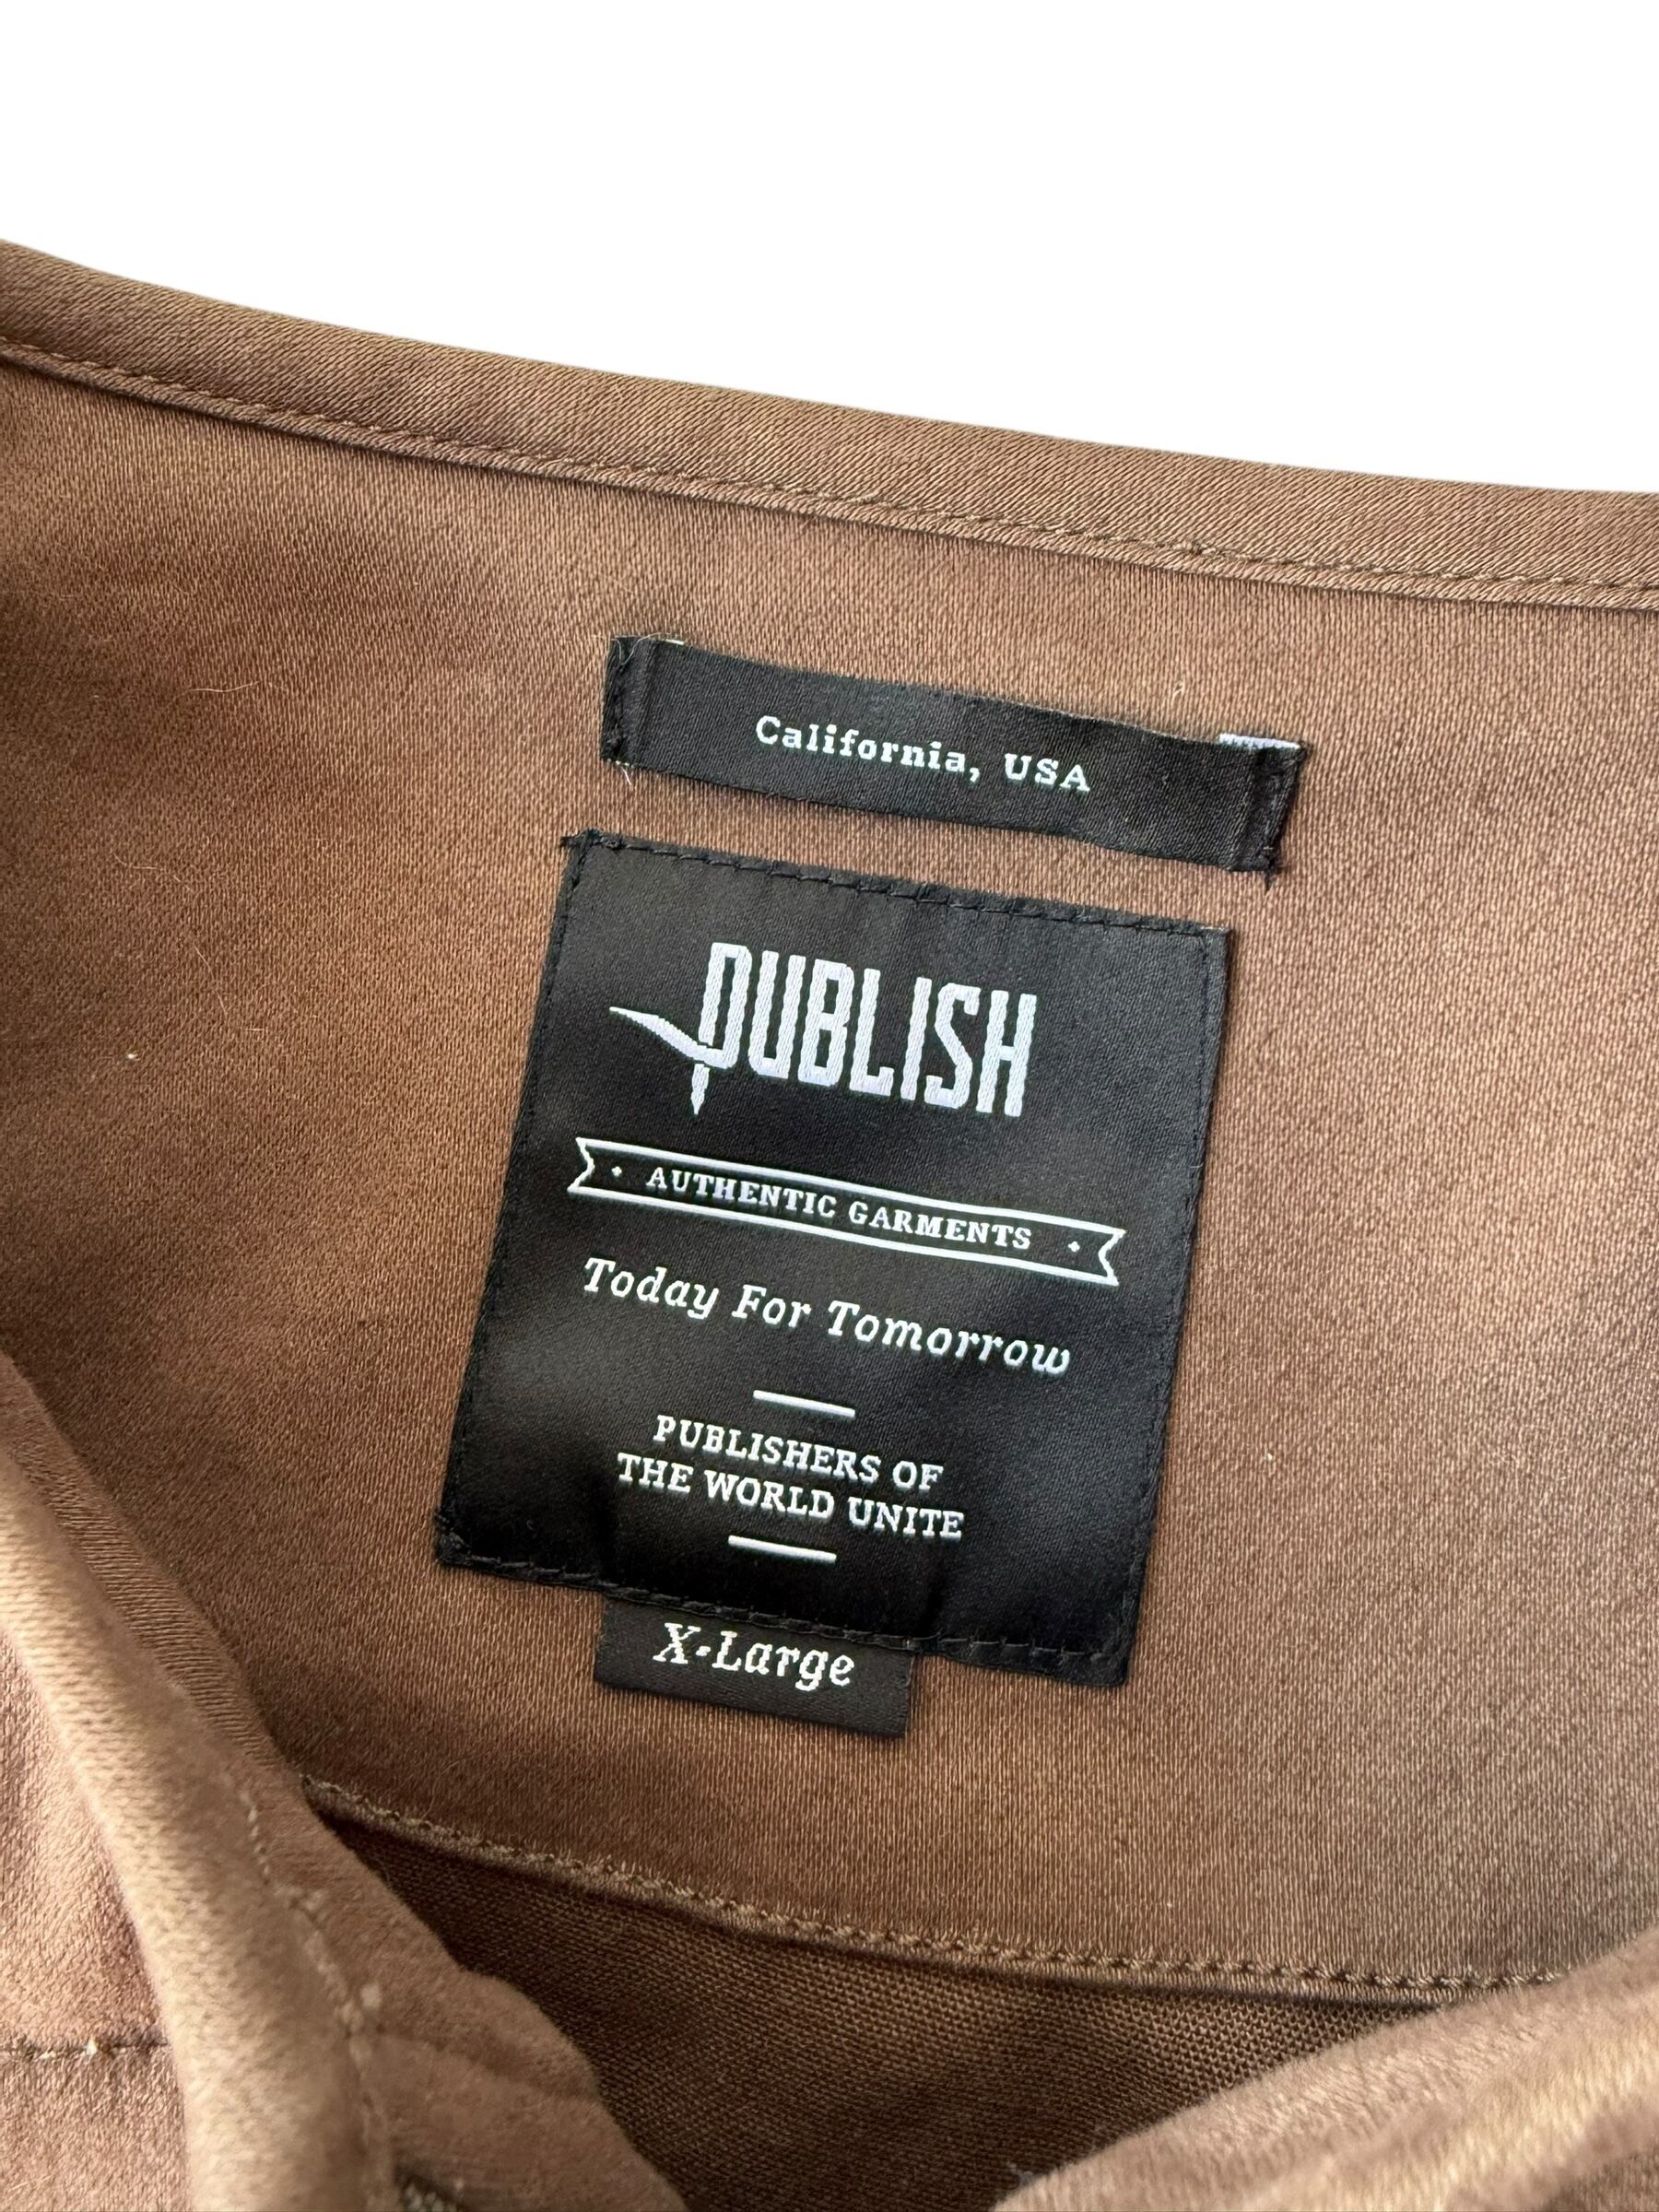 California, USA
PUBLISH
AUTHENTIC GARMENTS
Today For Tomorrow
PUBLISHERS OF
THE WORLD UNITE
X-Large